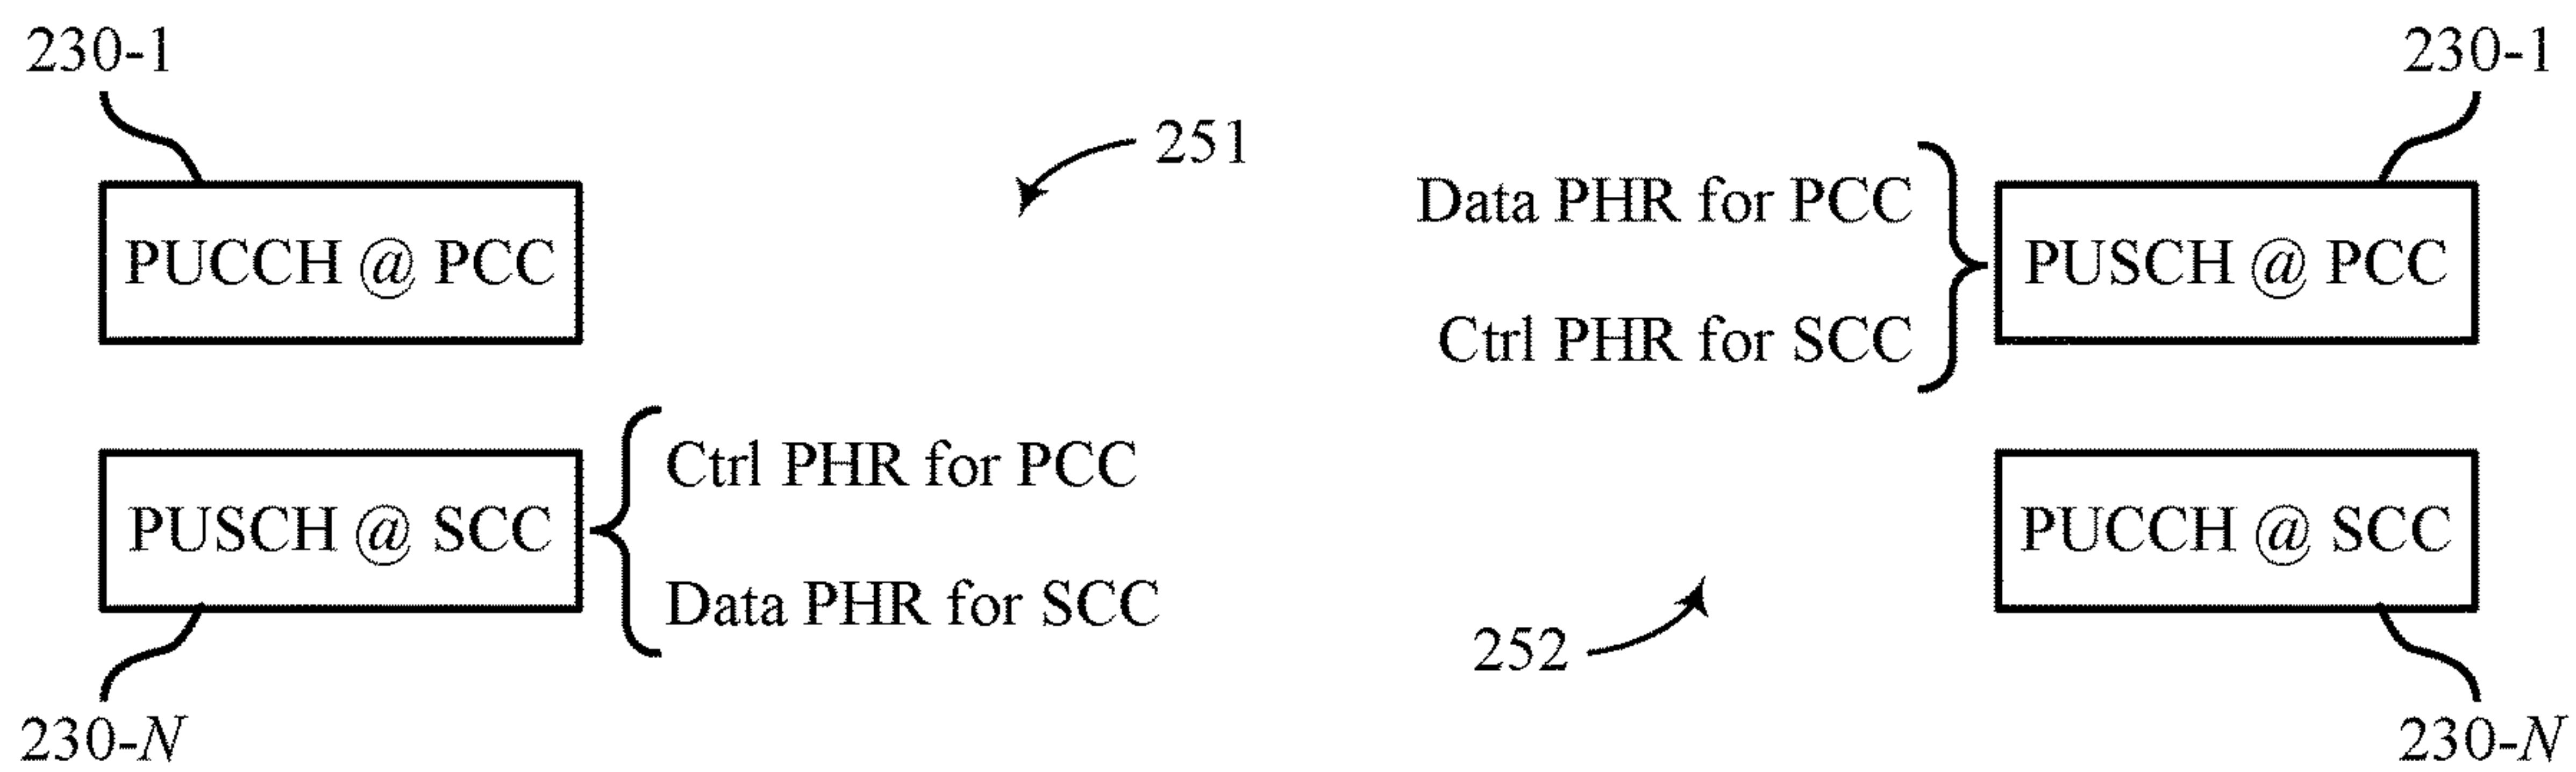 230-1
230-1
251
Data PHR for PCC
PUCCH @ PCC
PUSCH @ PCC
Ctrl PHR for SCC
Ctrl PHR for PCC
PUSCH @ SCC
PUCCH @ SCC
Data PHR for SCC
252
230-N
230-N